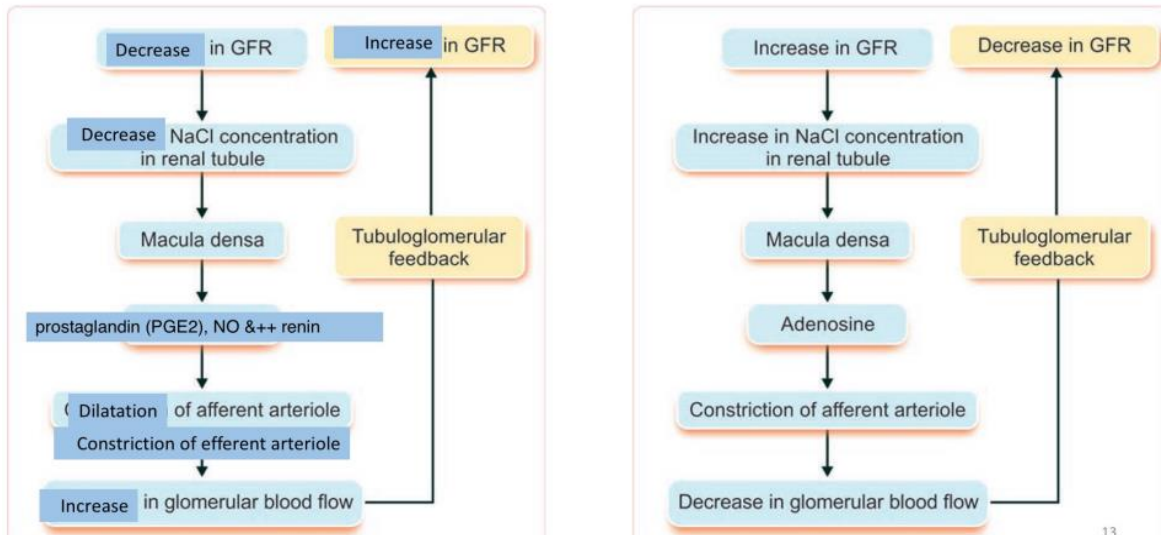 Decrease in GFR
Increase in GFR
Decrease NaCl concentration
in renal tubule
Macula densa
Tubuloglomerular
feedback
prostaglandin (PGE2), NO &++ renin
Dilatation of afferent arteriole
Constriction of efferent arteriole
Increase in glomerular blood flow
Increase in GFR
Decrease in GFR
Increase in NaCl concentration
in renal tubule
Macula densa
Tubuloglomerular
feedback
Adenosine
Constriction of afferent arteriole
Decrease in glomerular blood flow
13